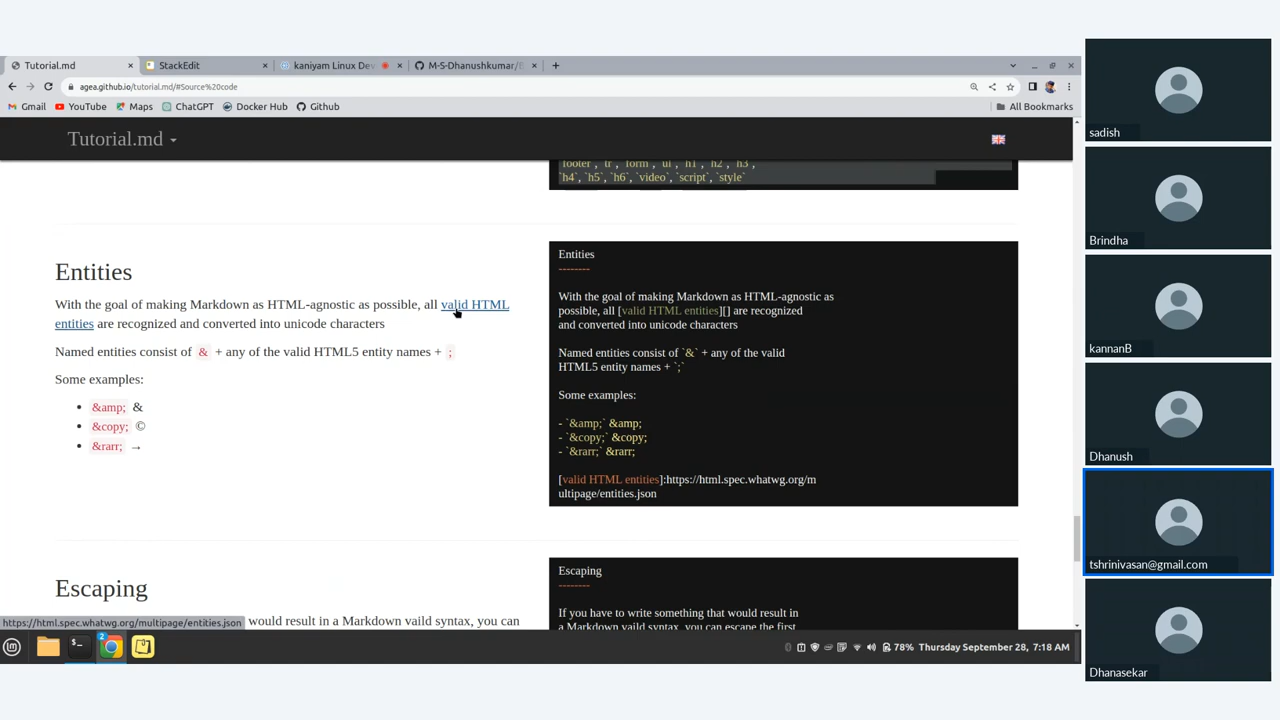 Tutorial.md
StackEdit
kaniyam Linux Dev
M-S-Dhanushkumar/
agea.github.io/tutorial.md/#Source%20code
Gmail
YouTube
Maps
ChatGPT
Docker Hub
Github
All Bookmarks
Tutorial.md
`footer`, `tr`, `form`, `ul`, `h1`, `h2`, `h3`,
`h4`, `h5`, `h6`, `video`, `script`, `style`
Entities
With the goal of making Markdown as HTML-agnostic as possible, all valid HTML
entities are recognized and converted into unicode characters
Named entities consist of & + any of the valid HTML5 entity names + ;
Some examples:
• &amp; &
• &copy; ©
• &rarr; →
Entities
--------
With the goal of making Markdown as HTML-agnostic as
possible, all [valid HTML entities][] are recognized
and converted into unicode characters
Named entities consist of `&` + any of the valid
HTML5 entity names + `;`
Some examples:
- `&amp;` &amp;
- `&copy;` &copy;
- `&rarr;` &rarr;
[valid HTML entities]:https://html.spec.whatwg.org/m
ultipage/entities.json
Escaping
would result in a Markdown vaild syntax, you can
Escaping
--------
If you have to write something that would result in
a Markdown vaild syntax, you can escape the first
https://html.spec.whatwg.org/multipage/entities.json
2
78% Thursday September 28, 7:18 AM
sadish
Brindha
kannanB
Dhanush
tshrinivasan@gmail.com
Dhanasekar